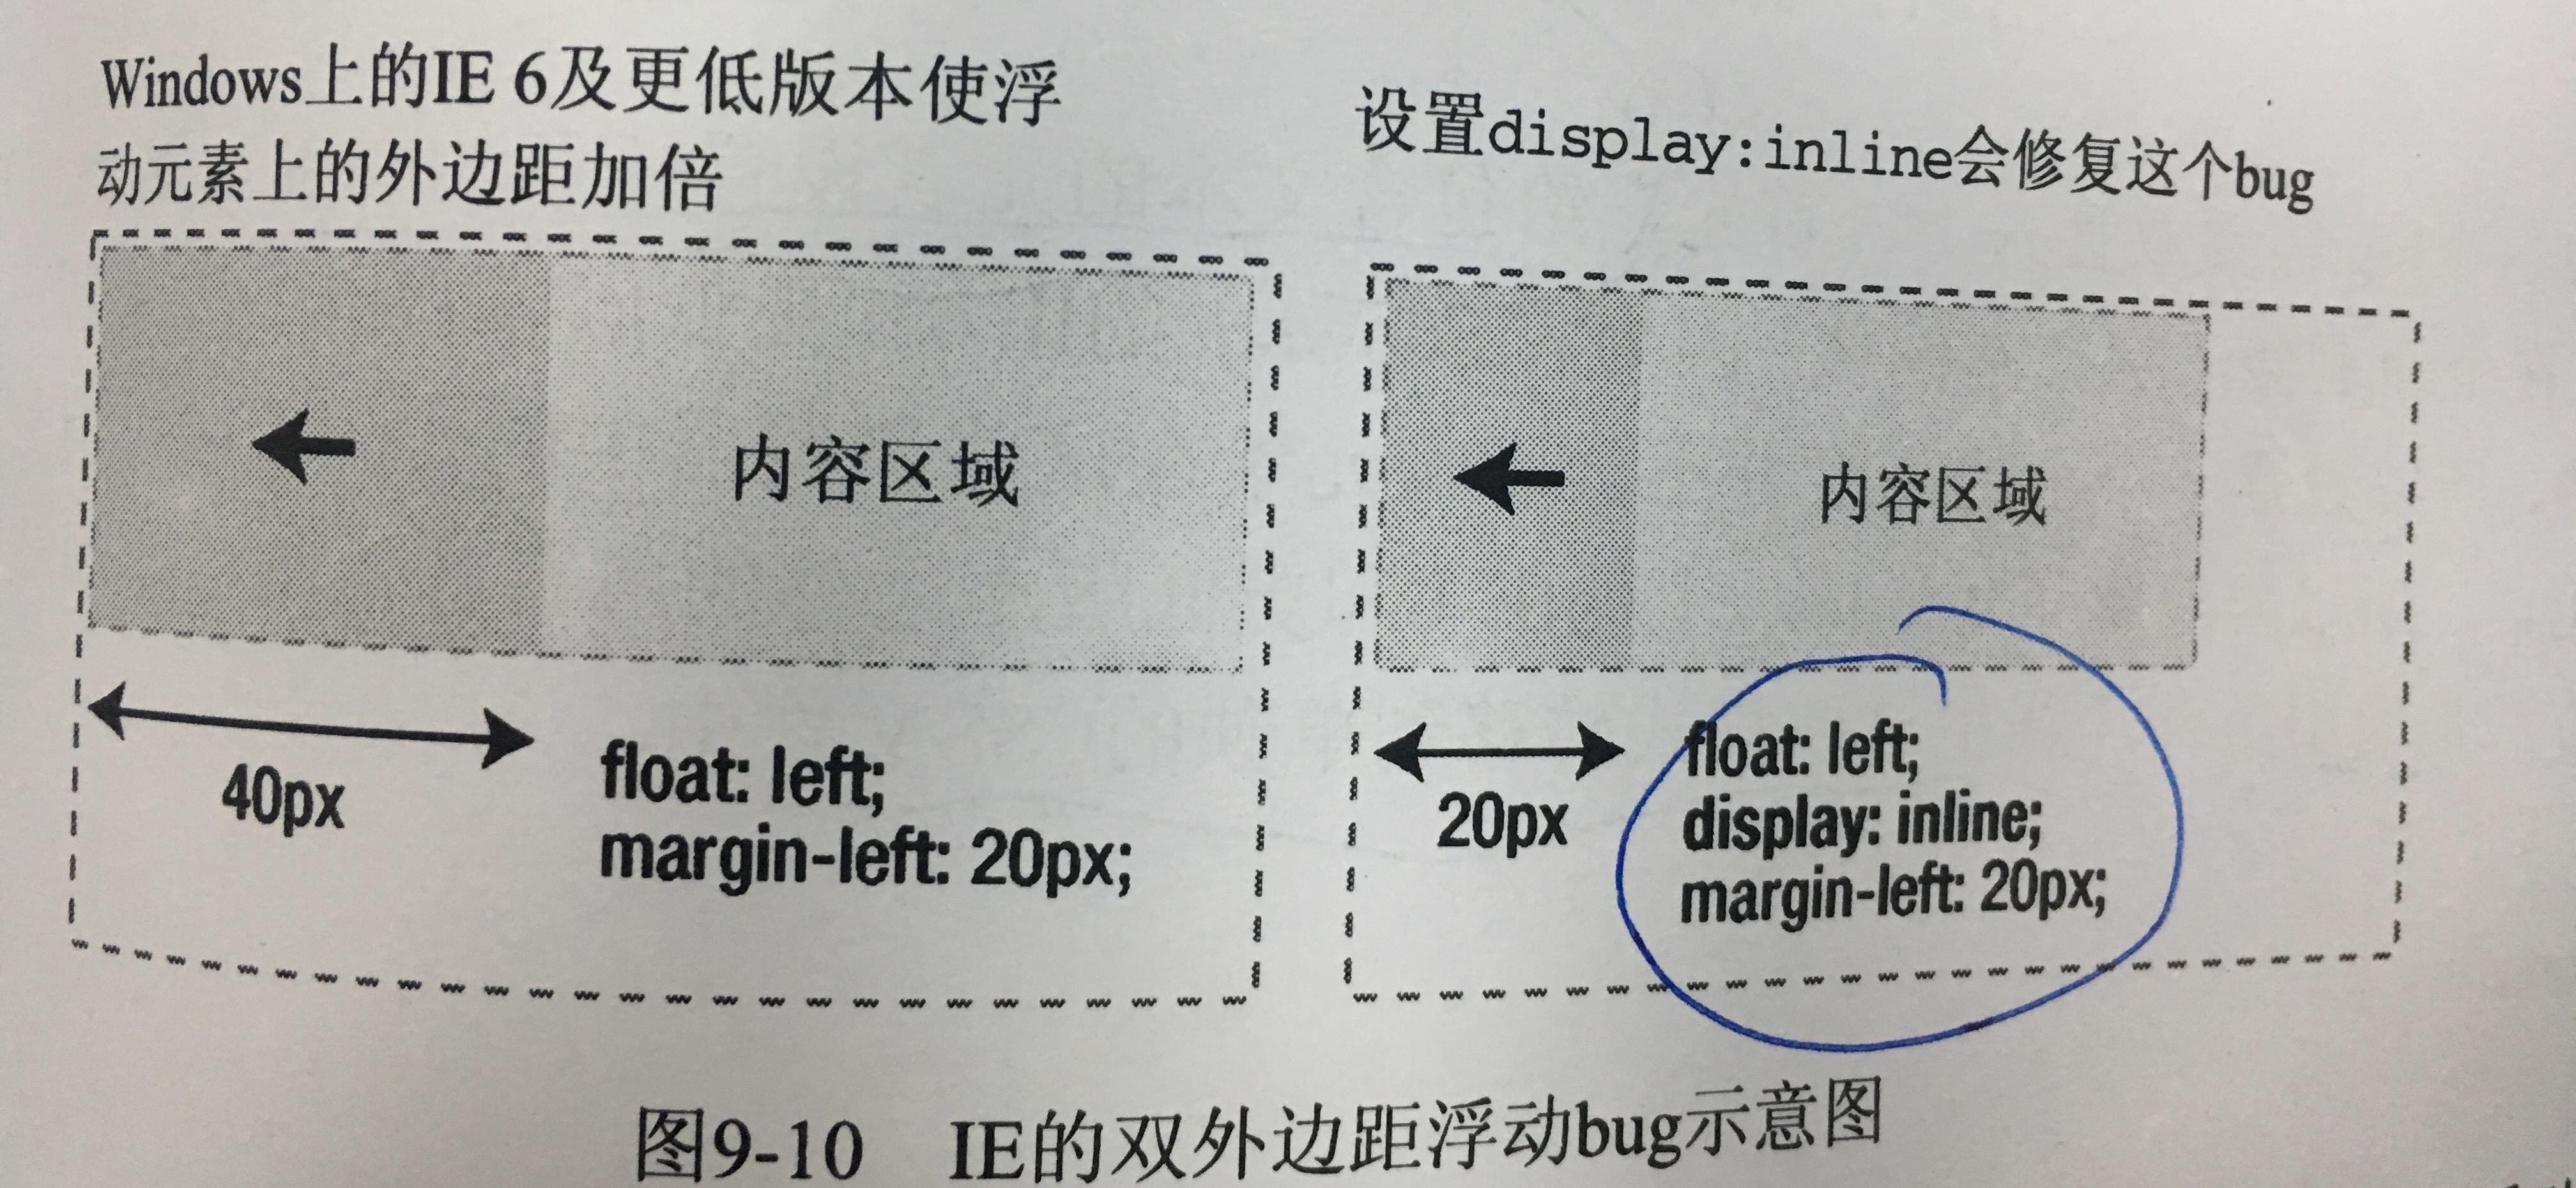 Windows上的IE 6及更低版本使浮
动元素上的外边距加倍
内容区域
40px
float: left;
margin-left: 20px;
设置display:inline会修复这个bug
内容区域
20px
float: left;
display: inline;
margin-left: 20px;
图9-10 IE的双外边距浮动bug示意图